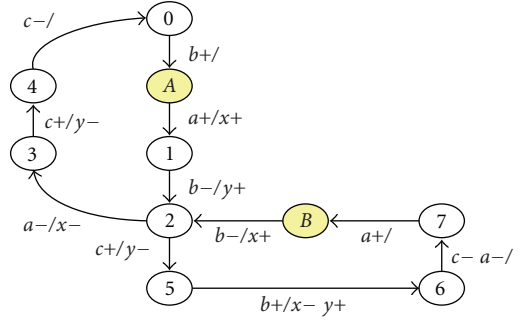 c−/
0
b+/
4
A
c+/y−
a+/x+
3
1
b−/y+
a−/x−
2
b−/x+
B
a+/
7
c+/y−
c− a−/
5
b+/x− y+
6